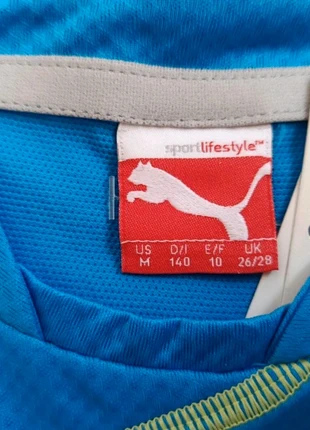 sportlifestyle™
US D/I E/F UK
M 140 10 26/28